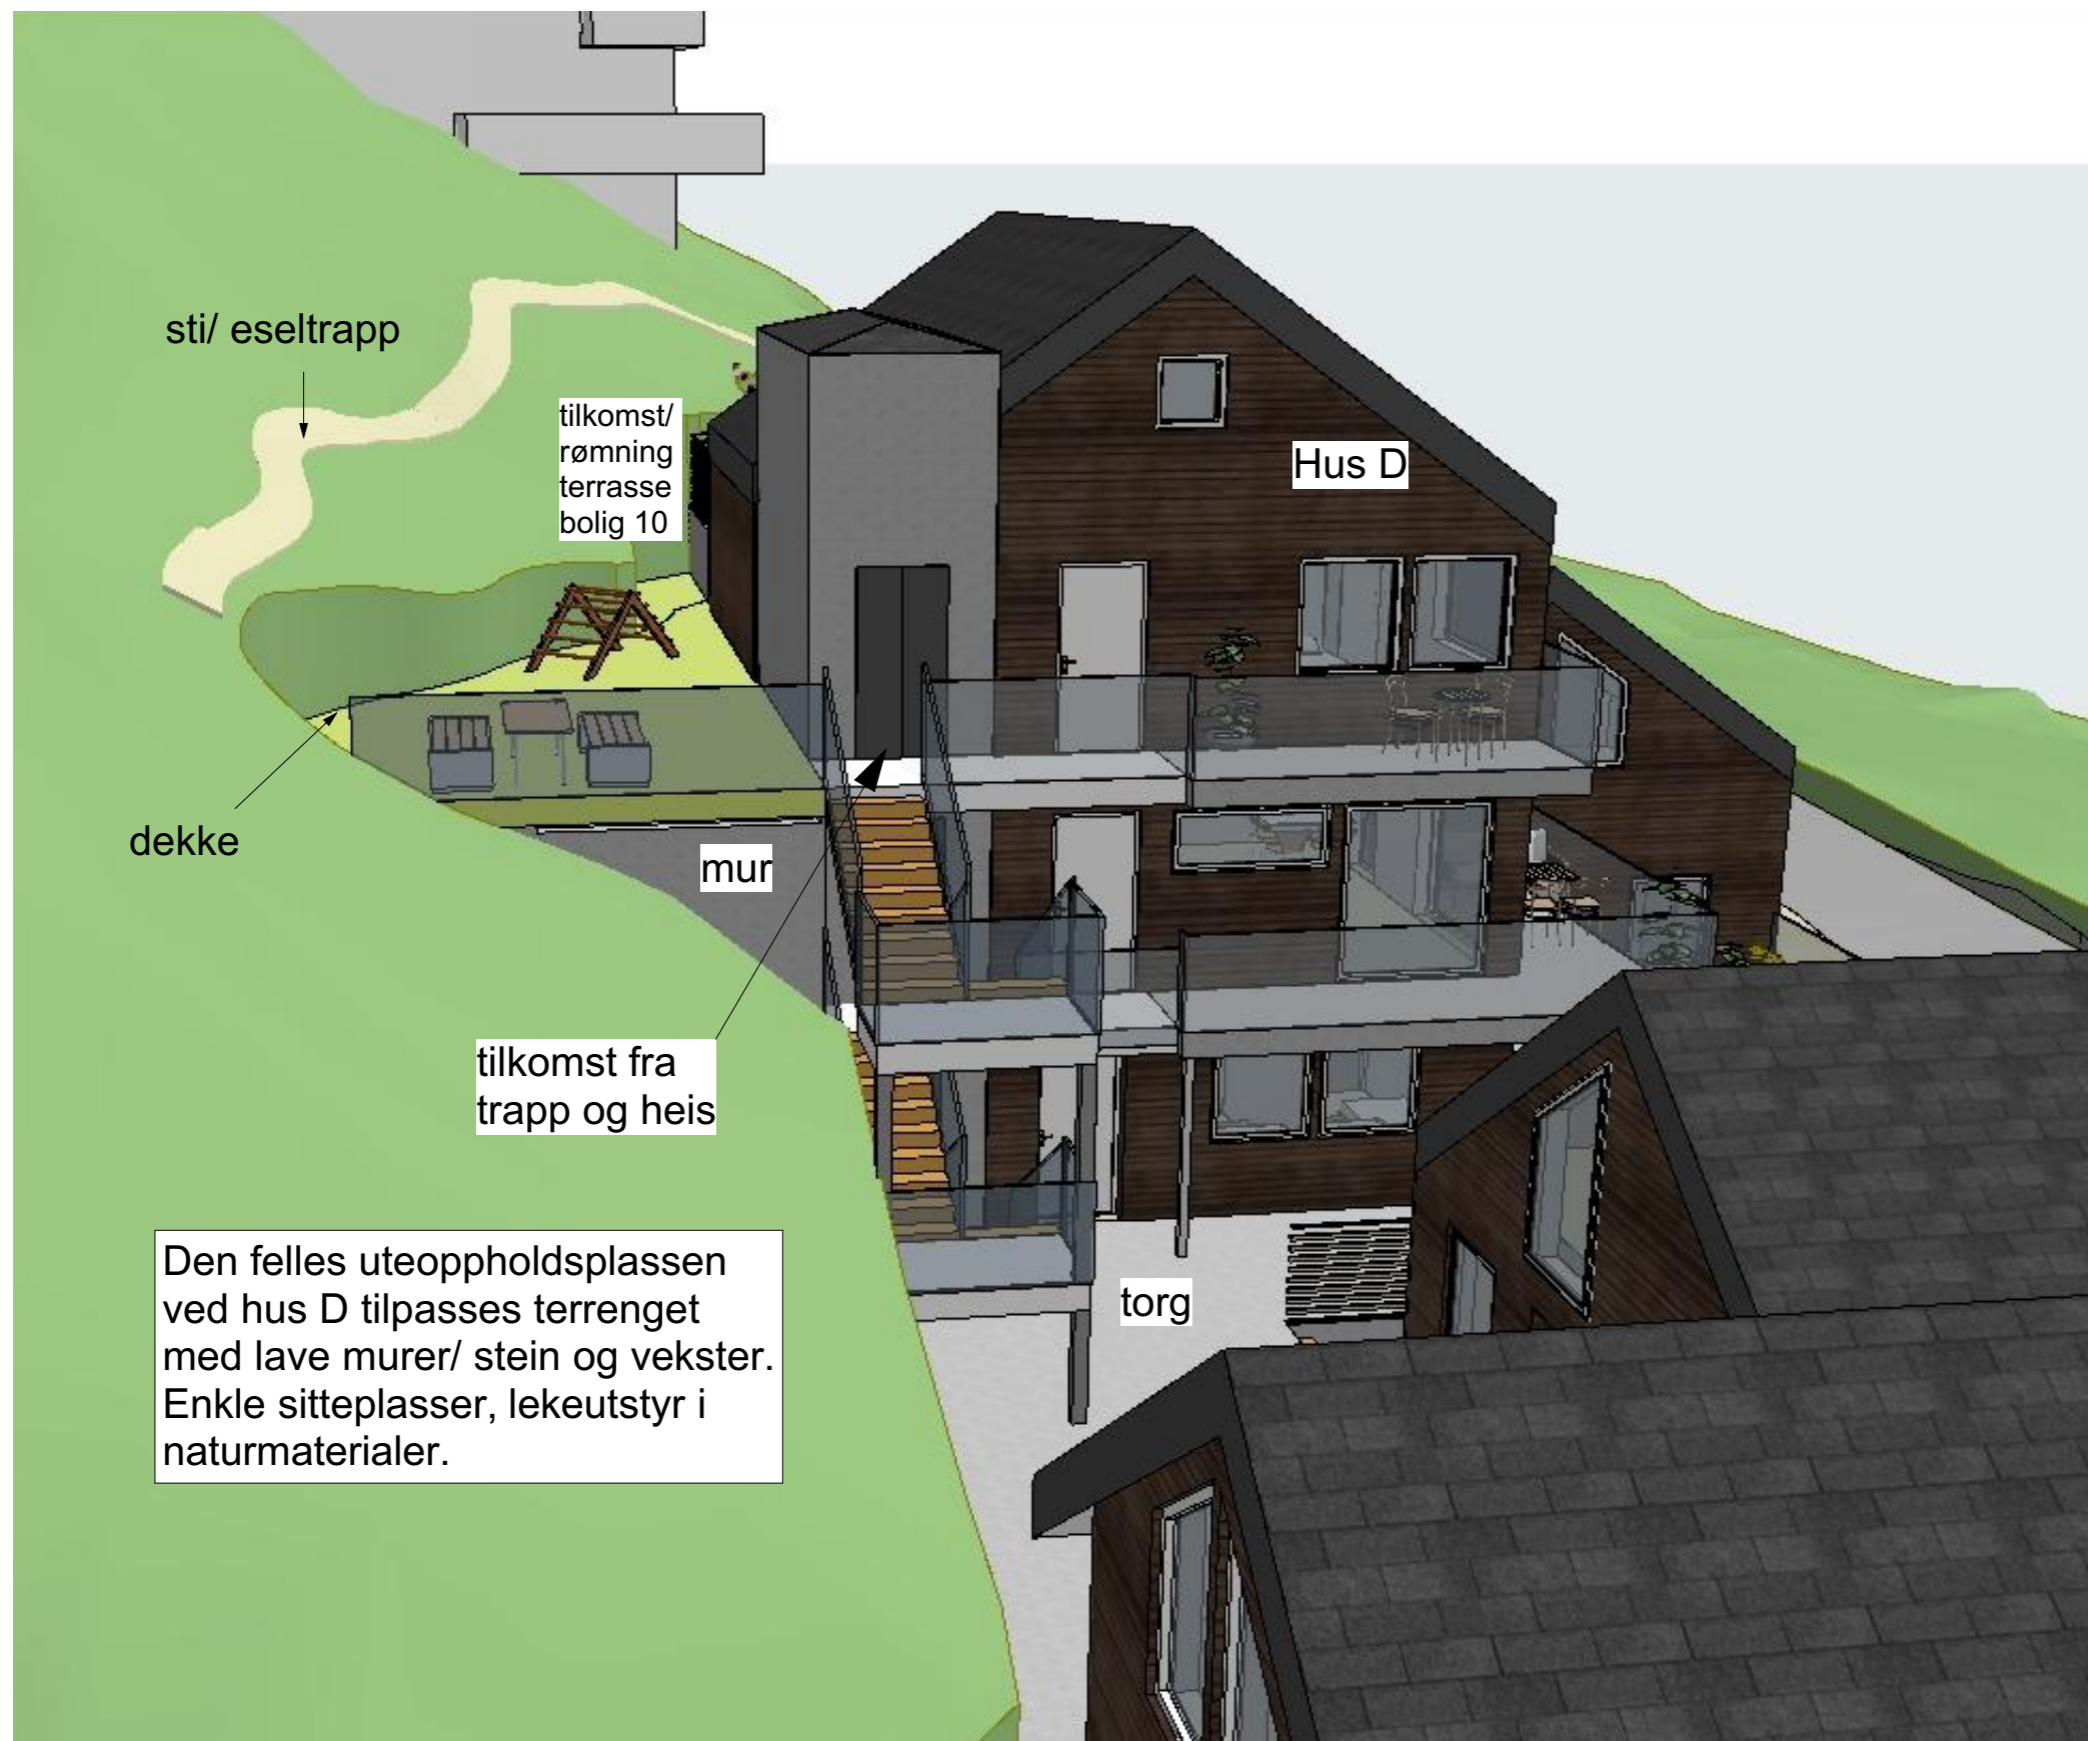 sti/ eseltrapp
tilkomst/
rømning
terrasse
bolig 10
Hus D
dekke
mur
tilkomst fra
trapp og heis
Den felles uteoppholdsplassen
ved hus D tilpasses terrenget
med lave murer/ stein og vekster.
Enkle sitteplasser, lekeutstyr i
naturmaterialer.
torg